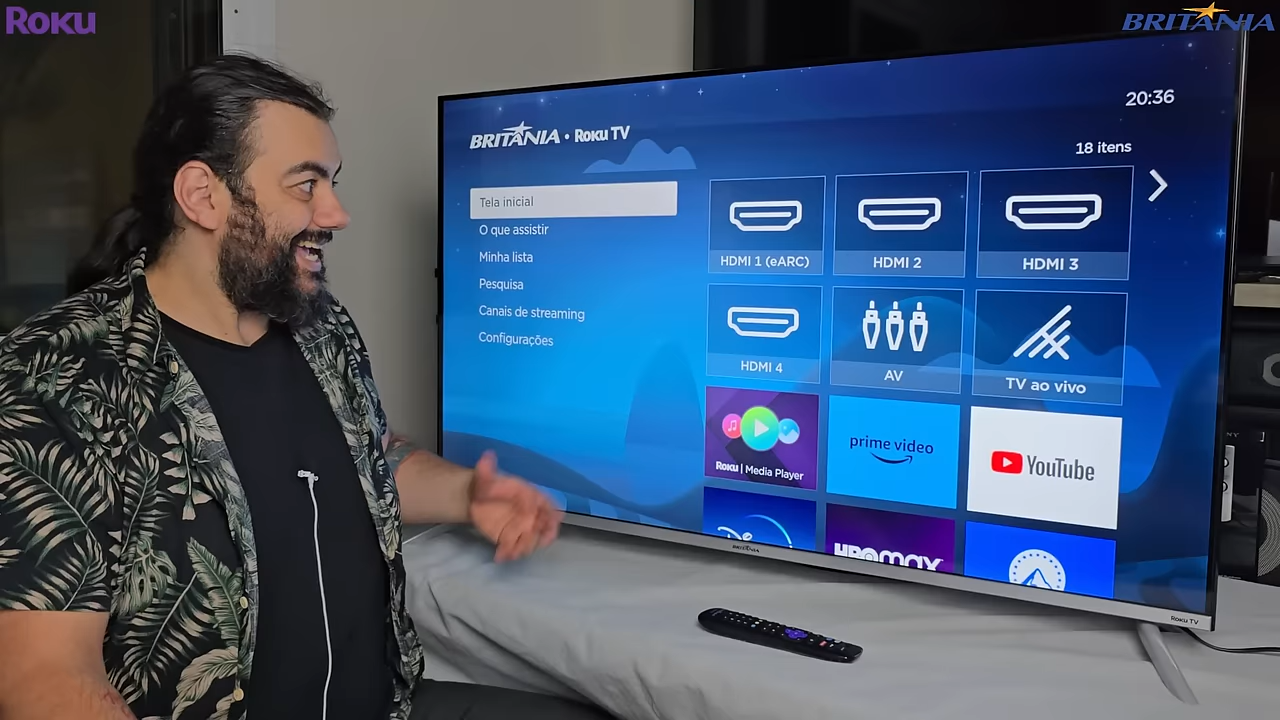 ROKU
BRITANIA
20:36
BRITANIA • ROKU TV
18 itens
Tela inicial
O que assistir
Minha lista
Pesquisa
Canais de streaming
Configurações
HDMI 1 (eARC)
HDMI 2
HDMI 3
HDMI 4
AV
TV ao vivo
ROKU | Media Player
prime video
YouTube
HBOMAX
BRITANIA
ROKU TV